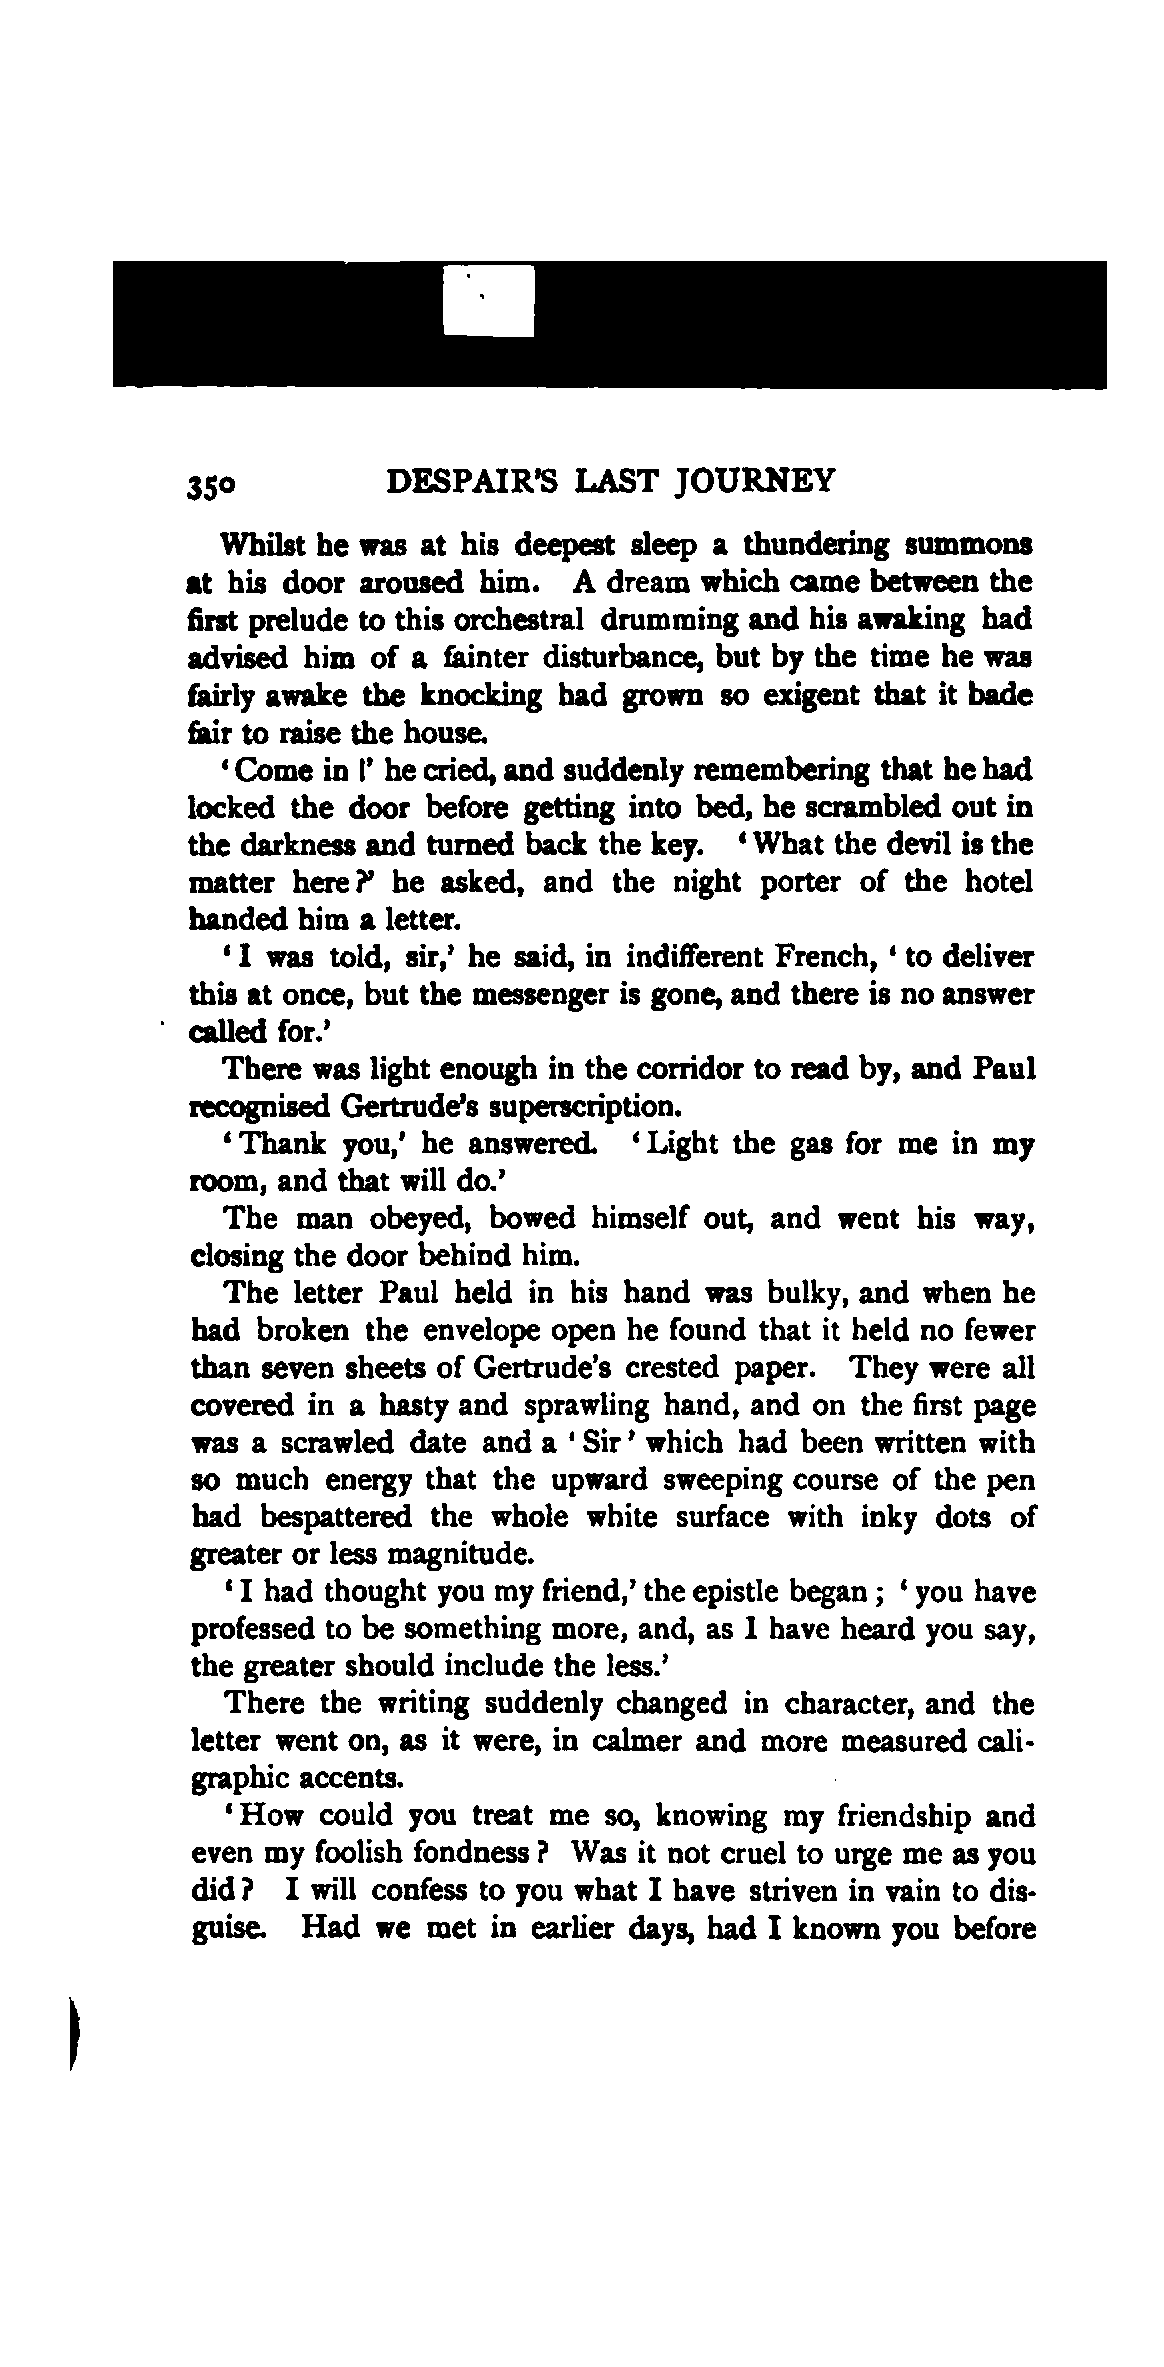 350 DESPAIR'S LAST JOURNEY
Whilst he was at his deepest sleep a thundering summons
at his door aroused him. A dream which came between the
first prelude to this orchestral drumming and his awaking had
advised him of a fainter disturbance, but by the time he was
fairly awake the knocking had grown so exigent that it bade
fair to raise the house.
'Come in!' he cried, and suddenly remembering that he had
locked the door before getting into bed, he scrambled out in
the darkness and turned back the key. 'What the devil is the
matter here?' he asked, and the night porter of the hotel
handed him a letter.
'I was told, sir,' he said, in indifferent French, 'to deliver
this at once, but the messenger is gone, and there is no answer
called for.'
There was light enough in the corridor to read by, and Paul
recognised Gertrude's superscription.
'Thank you,' he answered. 'Light the gas for me in my
room, and that will do.'
The man obeyed, bowed himself out, and went his way,
closing the door behind him.
The letter Paul held in his hand was bulky, and when he
had broken the envelope open he found that it held no fewer
than seven sheets of Gertrude's crested paper. They were all
covered in a hasty and sprawling hand, and on the first page
was a scrawled date and a 'Sir' which had been written with
so much energy that the upward sweeping course of the pen
had bespattered the whole white surface with inky dots of
greater or less magnitude.
'I had thought you my friend,' the epistle began; 'you have
professed to be something more, and, as I have heard you say,
the greater should include the less.'
There the writing suddenly changed in character, and the
letter went on, as it were, in calmer and more measured cali-
graphic accents.
'How could you treat me so, knowing my friendship and
even my foolish fondness? Was it not cruel to urge me as you
did? I will confess to you what I have striven in vain to dis-
guise. Had we met in earlier days, had I known you before